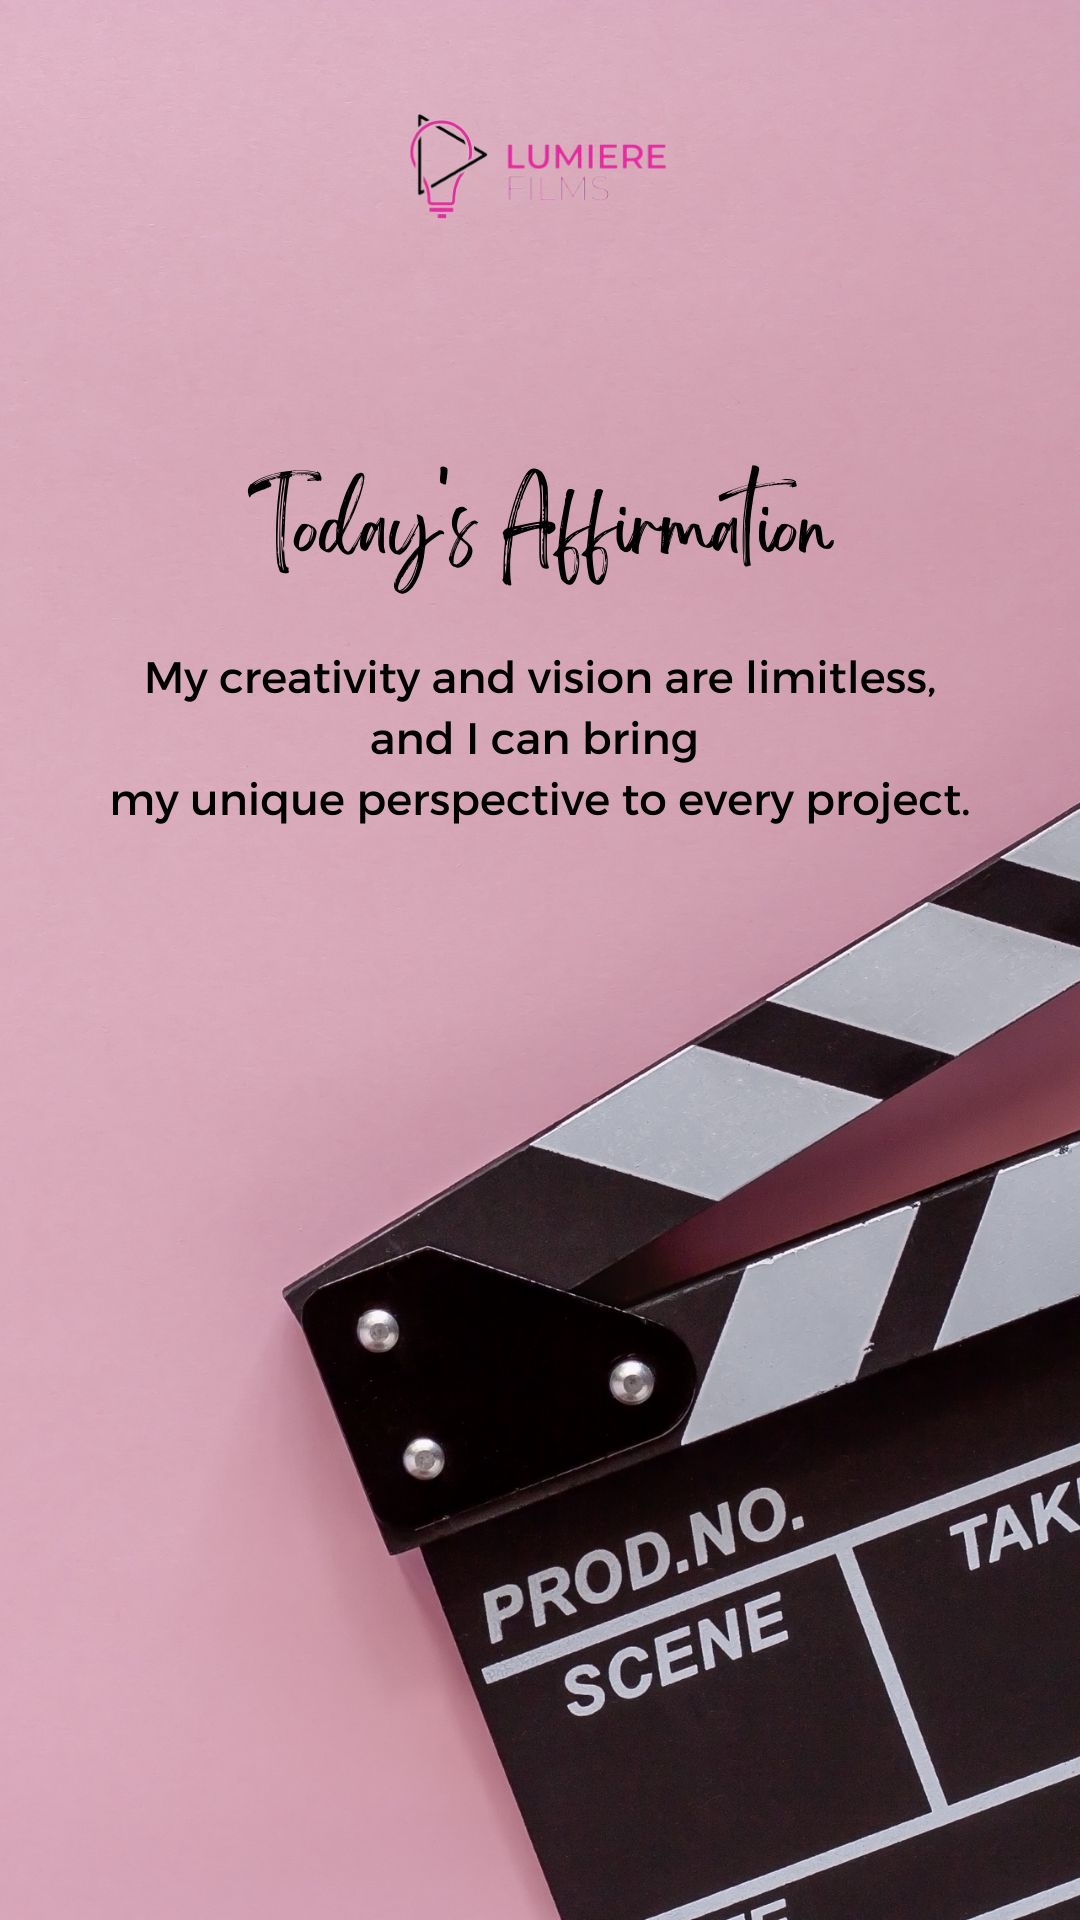 LUMIERE
FILMS
Today's Affirmation
My creativity and vision are limitless,
and I can bring
my unique perspective to every project.
PROD.NO.
SCENE